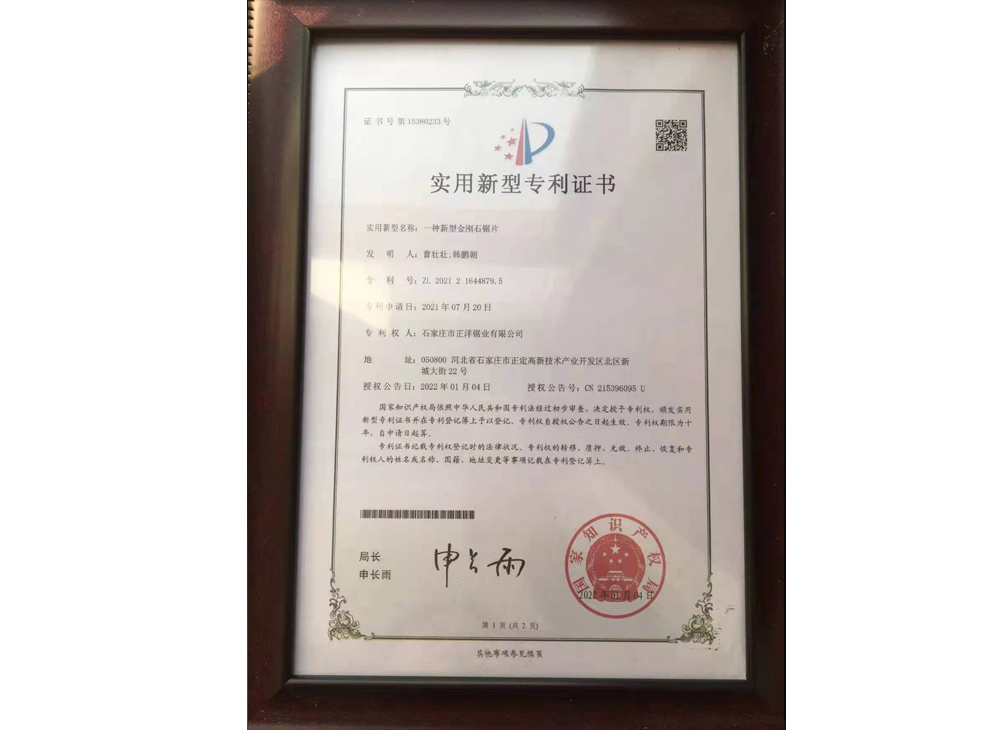 证书号第15380233号
实用新型专利证书
实用新型名称：一种新型金刚石锯片
发明人：曹壮壮;韩鹏朝
专利号：ZL 2021 2 1644879.5
专利申请日：2021年07月20日
专利权人：石家庄市正洋锯业有限公司
地址：050800 河北省石家庄市正定高新技术产业开发区北区新
城大街22号
授权公告日：2022年01月04日 授权公告号：CN 215396095 U
国家知识产权局依照中华人民共和国专利法经过初步审查，决定授予专利权，颁发实用
新型专利证书并在专利登记簿上予以登记。专利权自授权公告之日起生效。专利权期限为十
年，自申请日起算。
专利证书记载专利权登记时的法律状况。专利权的转移、质押、无效、终止、恢复和专
利权人的姓名或名称、国籍、地址变更等事项记载在专利登记簿上。
局长
申长雨
申长雨
国家知识产权局
2022年01月04日
第 1 页 (共 2 页)
其他事项参见续页